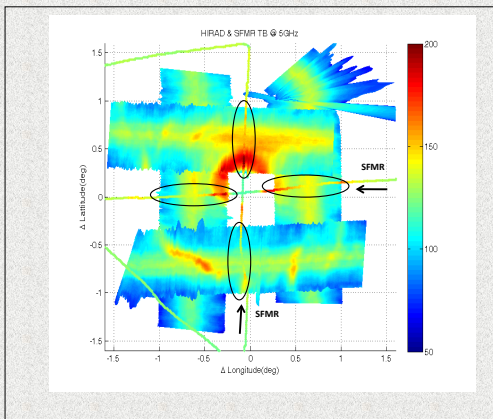 HIRAD & SFMR TB @ 5GHz
200
150
100
50
1.5
1
0.5
0
-0.5
-1
-1.5
Δ Latitude(deg)
SFMR
SFMR
-1.5 -1 -0.5 0 0.5 1 1.5
Δ Longitude(deg)